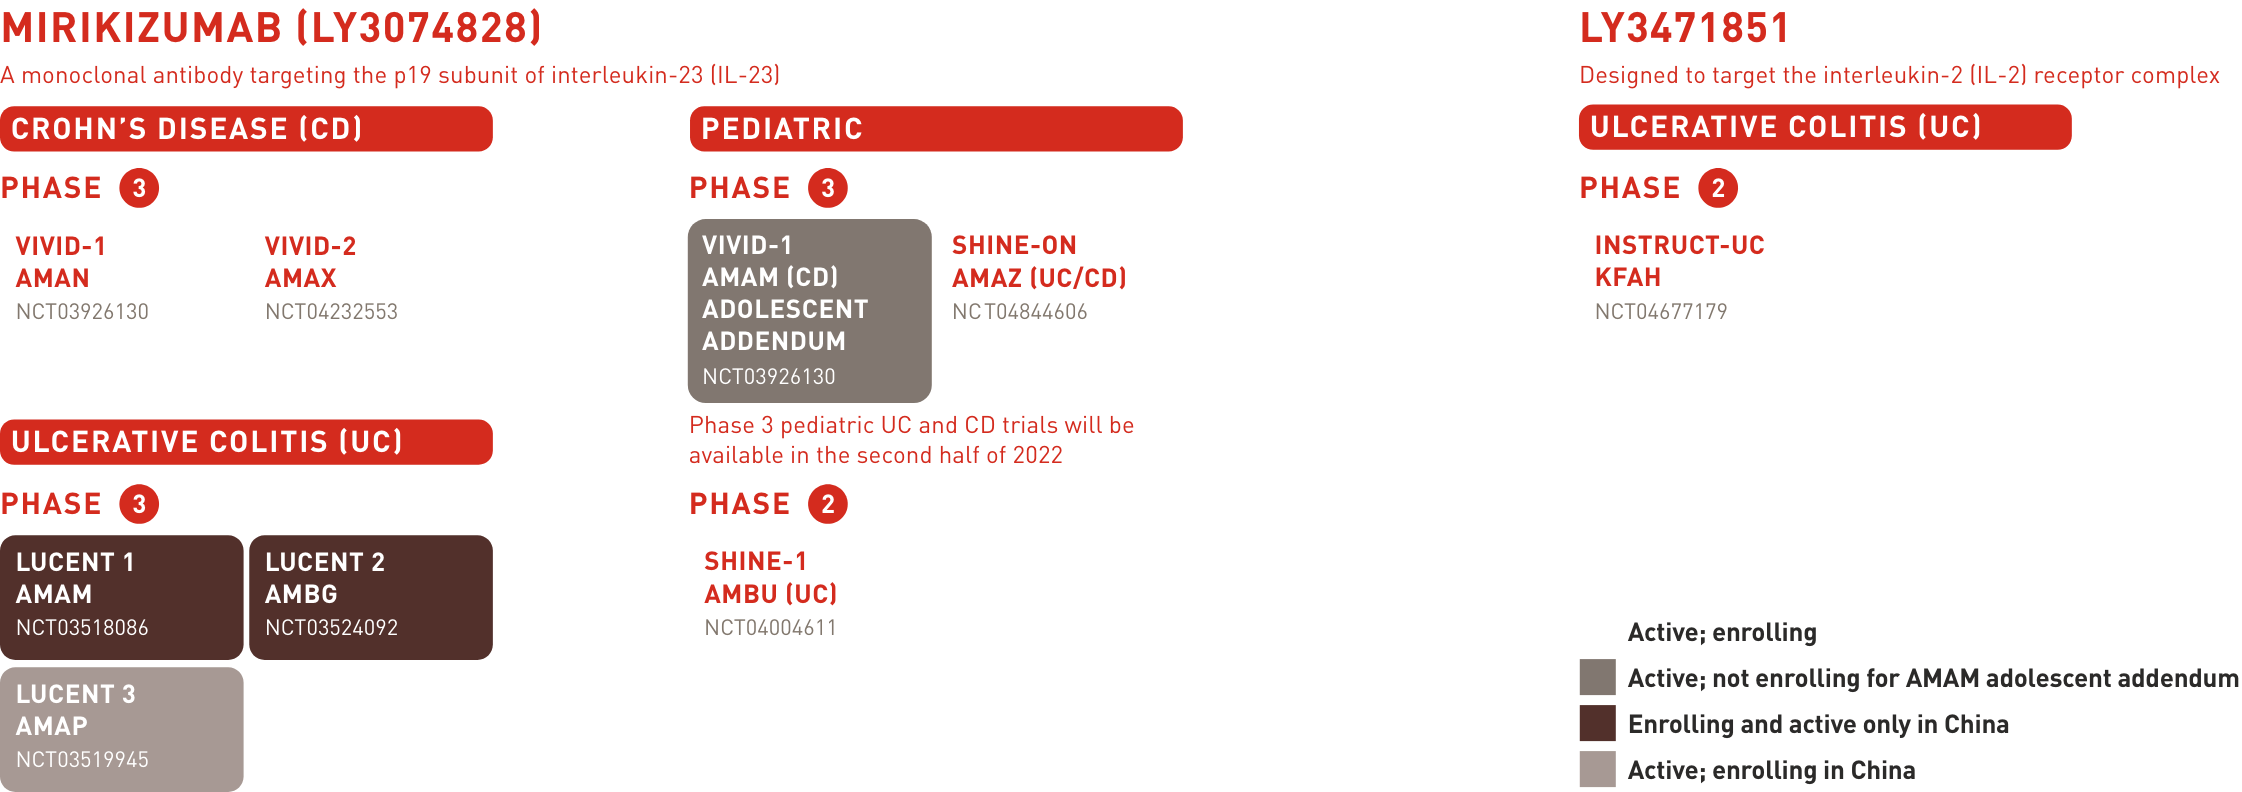 MIRIKIZUMAB (LY3074828)
A monoclonal antibody targeting the p19 subunit of interleukin-23 (IL-23)
CROHN'S DISEASE (CD)
PHASE 3
VIVID-1
AMAN
NCT03926130
VIVID-2
AMAX
NCT04232553
ULCERATIVE COLITIS (UC)
PHASE 3
LUCENT 1
AMAM
NCT03518086
LUCENT 2
AMBG
NCT03524092
LUCENT 3
AMAP
NCT03519945
PEDIATRIC
PHASE 3
VIVID-1
AMAM (CD)
ADOLESCENT
ADDENDUM
NCT03926130
SHINE-ON
AMAZ (UC/CD)
NCT04844606
Phase 3 pediatric UC and CD trials will be
available in the second half of 2022
PHASE 2
SHINE-1
AMBU (UC)
NCT04004611
LY3471851
Designed to target the interleukin-2 (IL-2) receptor complex
ULCERATIVE COLITIS (UC)
PHASE 2
INSTRUCT-UC
KFAH
NCT04677179
Active; enrolling
Active; not enrolling for AMAM adolescent addendum
Enrolling and active only in China
Active; enrolling in China